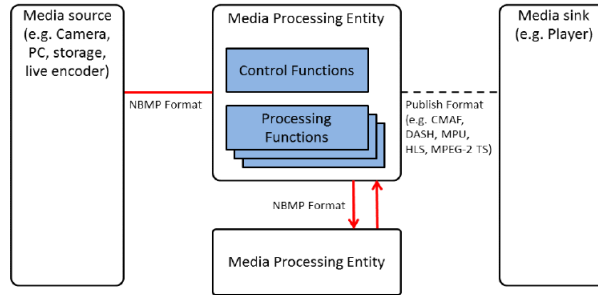 Media source
(e.g. Camera,
PC, storage,
live encoder)
NBMP Format
Media Processing Entity
Control Functions
Processing
Functions
NBMP Format
Media Processing Entity
Publish Format
(e.g. CMAF,
DASH, MPU,
HLS, MPEG-2 TS)
Media sink
(e.g. Player)